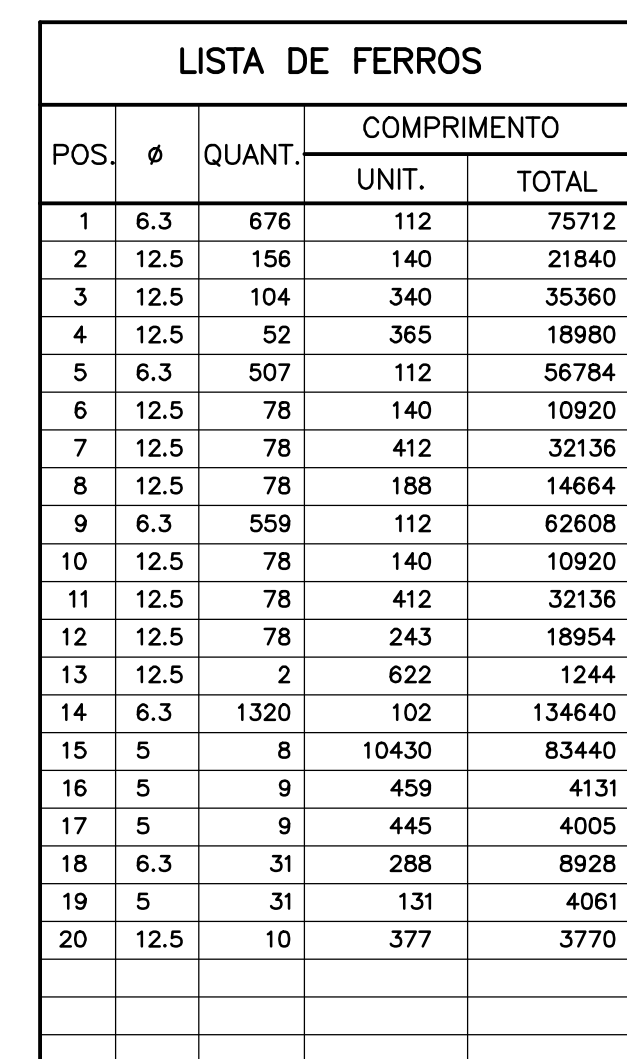 LISTA DE FERROS
POS. ø QUANT. COMPRIMENTO
UNIT. TOTAL
1 6.3 676 112 75712
2 12.5 156 140 21840
3 12.5 104 340 35360
4 12.5 52 365 18980
5 6.3 507 112 56784
6 12.5 78 140 10920
7 12.5 78 412 32136
8 12.5 78 188 14664
9 6.3 559 112 62608
10 12.5 78 140 10920
11 12.5 78 412 32136
12 12.5 78 243 18954
13 12.5 2 622 1244
14 6.3 1320 102 134640
15 5 8 10430 83440
16 5 9 459 4131
17 5 9 445 4005
18 6.3 31 288 8928
19 5 31 131 4061
20 12.5 10 377 3770